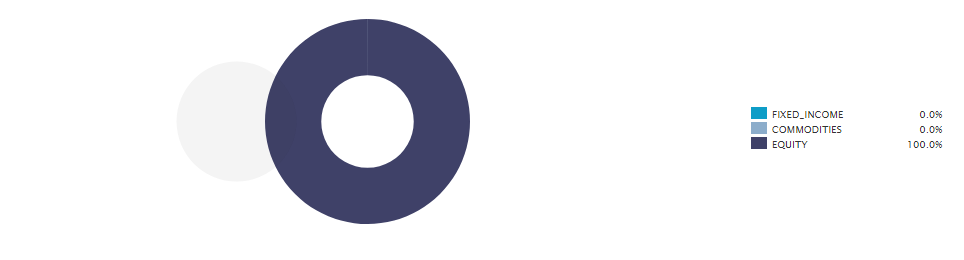 FIXED_INCOME 0.0%
COMMODITIES 0.0%
EQUITY 100.0%